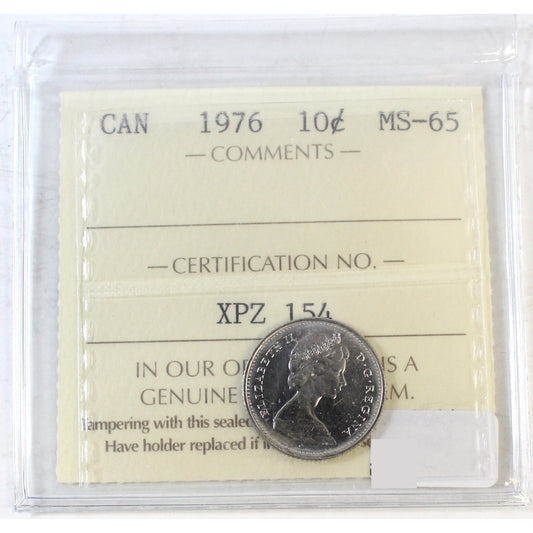 CAN 1976 10¢ MS-65
— COMMENTS —
— CERTIFICATION NO. —
XPZ 154
IN OUR IS A
GENUINE
Tampering with this sealed
Have holder replaced if
ELIZABETH II D·G·REGINA